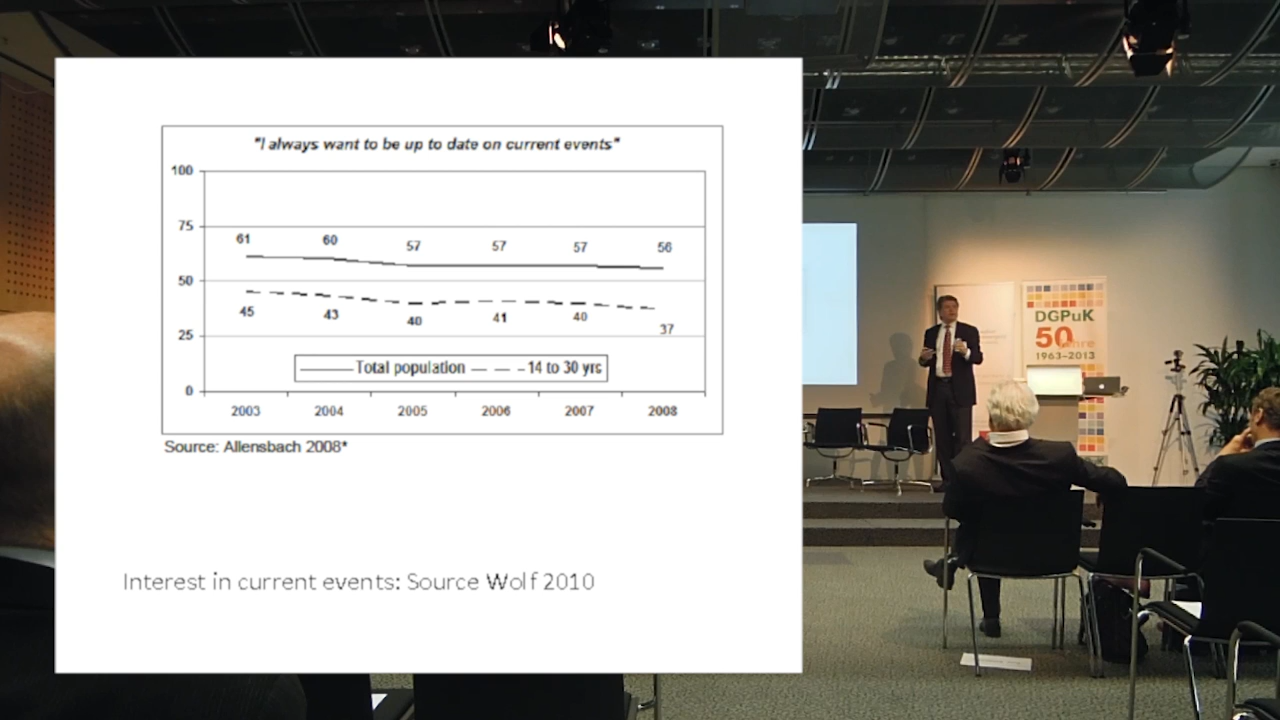 "I always want to be up to date on current events"
100
75
50
25
0
61 60 57 57 57 56
45 43 40 41 40 37
Total population 14 to 30 yrs
2003 2004 2005 2006 2007 2008
Source: Allensbach 2008*
Interest in current events: Source Wolf 2010
DGPuK
50
Jahre
1963–2013